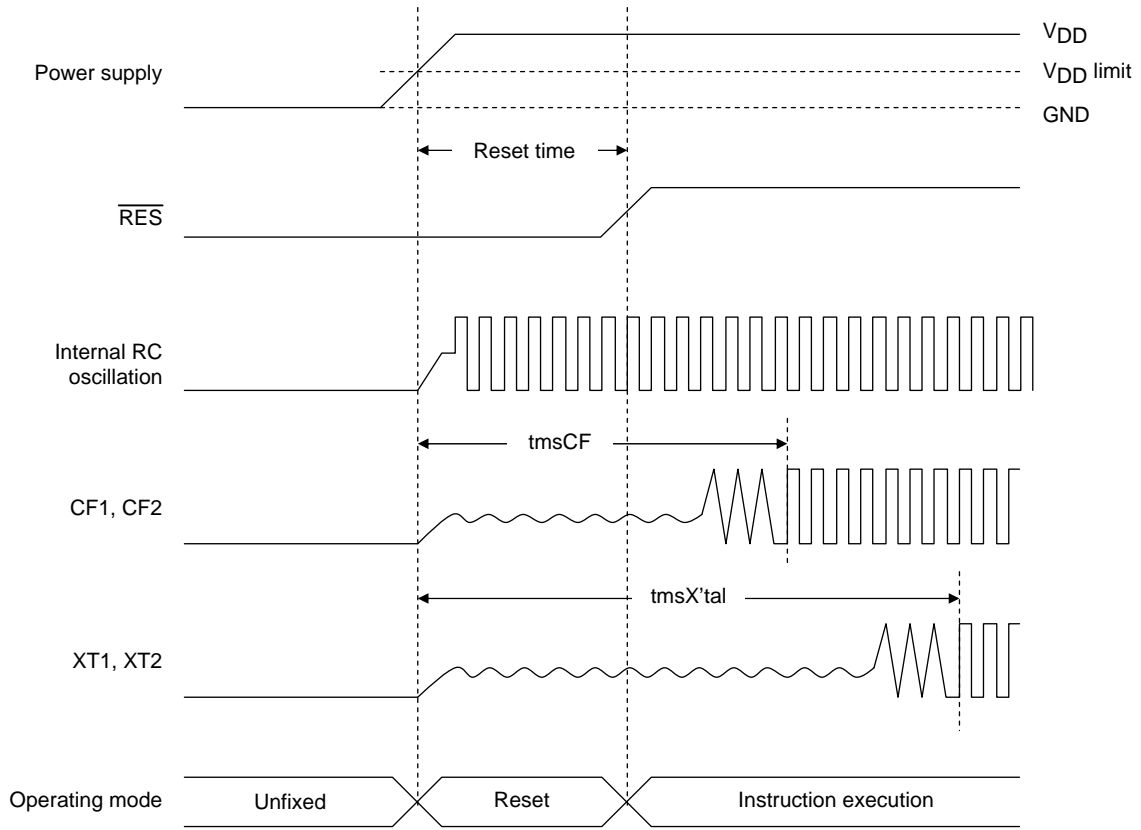 Power supply
VDD
VDD limit
GND
Reset time
RES
Internal RC
oscillation
tmsCF
CF1, CF2
tmsX'tal
XT1, XT2
Operating mode
Unfixed
Reset
Instruction execution